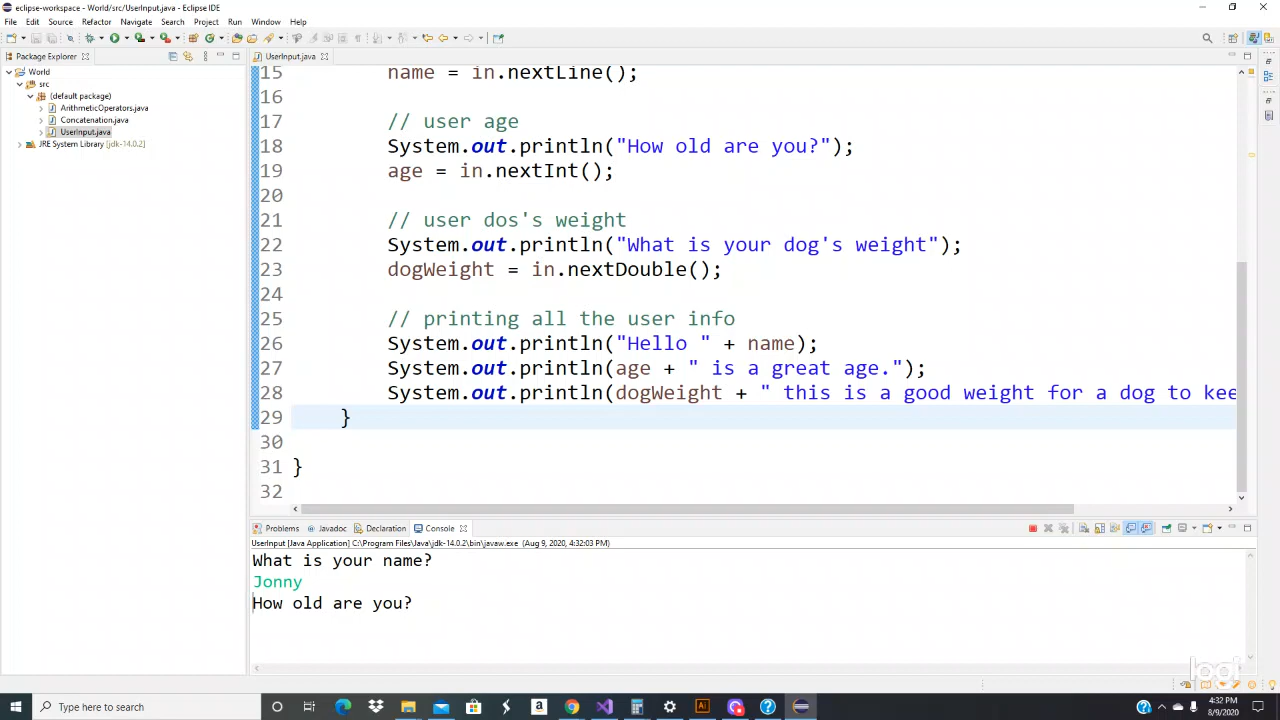 eclipse-workspace - World/src/UserInput.java - Eclipse IDE
File Edit Source Refactor Navigate Search Project Run Window Help
Package Explorer
UserInput.java
World
src
(default package)
ArithmeticOperators.java
Concatenation.java
UserInput.java
JRE System Library [jdk-14.0.2]
15 name = in.nextLine();
16
17 // user age
18 System.out.println("How old are you?");
19 age = in.nextInt();
20
21 // user dos's weight
22 System.out.println("What is your dog's weight");
23 dogWeight = in.nextDouble();
24
25 // printing all the user info
26 System.out.println("Hello " + name);
27 System.out.println(age + " is a great age.");
28 System.out.println(dogWeight + " this is a good weight for a dog to kee
29 }
30
31 }
32
Problems Javadoc Declaration Console
UserInput [Java Application] C:\Program Files\Java\jdk-14.0.2\bin\javaw.exe (Aug 9, 2020, 4:32:03 PM)
What is your name?
Jonny
How old are you?
logi
Type here to search
4:32 PM
8/9/2020